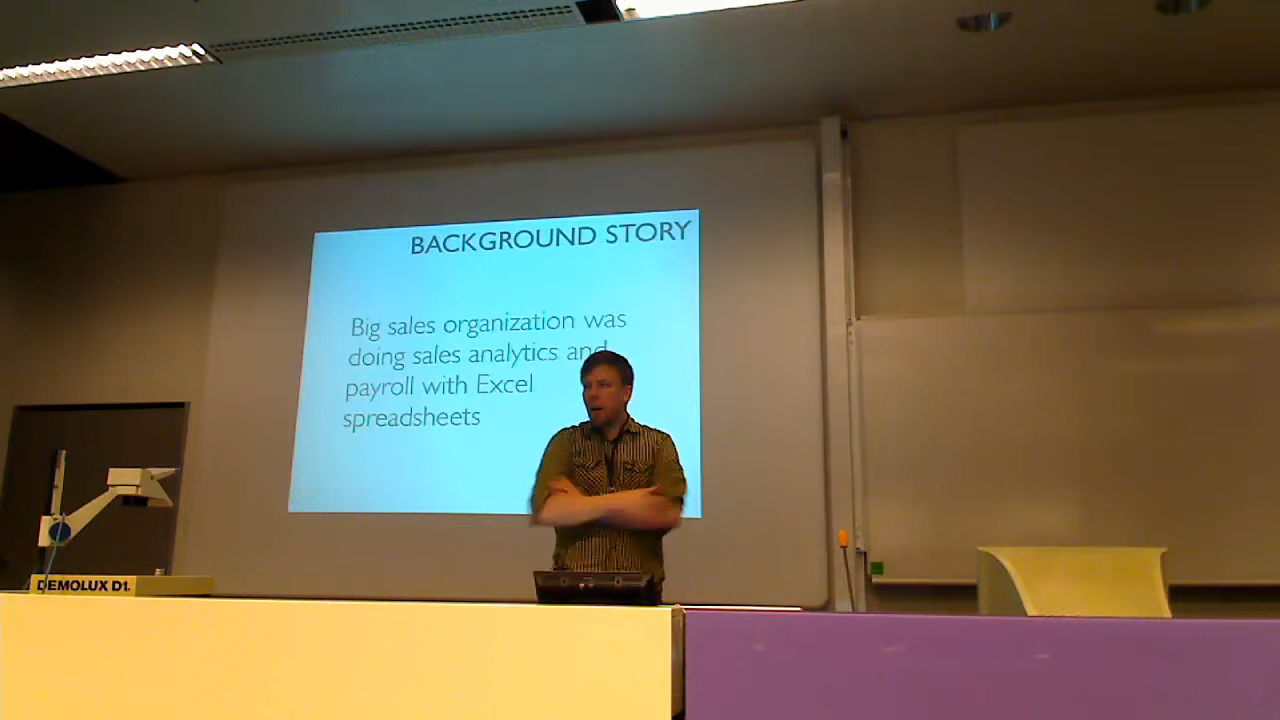 BACKGROUND STORY
Big sales organization was
doing sales analytics and
payroll with Excel
spreadsheets
DEMOLUX D1.